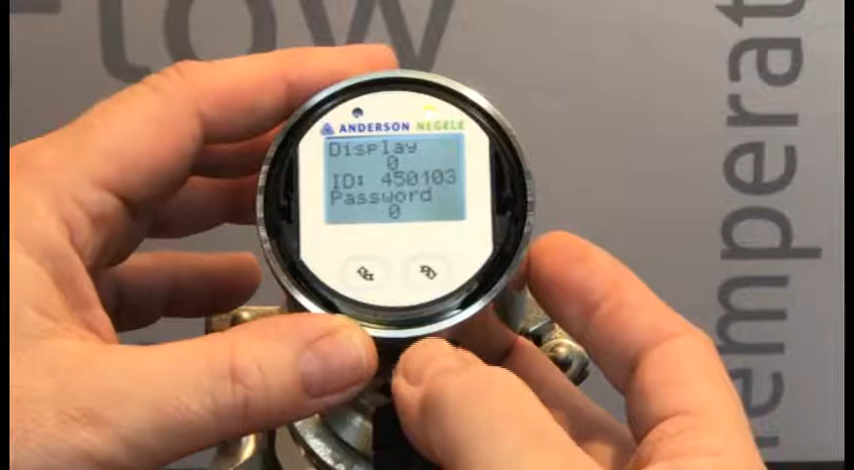 Flow
Temperat
ANDERSON NEGELE
Display
0
ID: 450103
Password
0